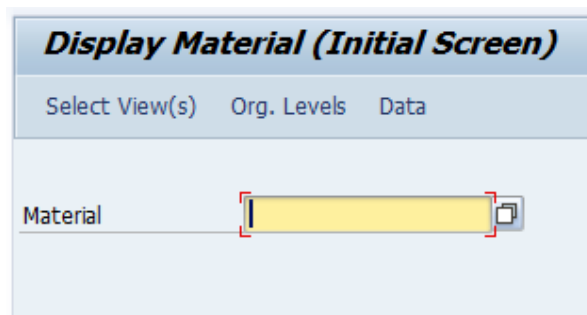 Display Material (Initial Screen)
Select View(s) Org. Levels Data
Material